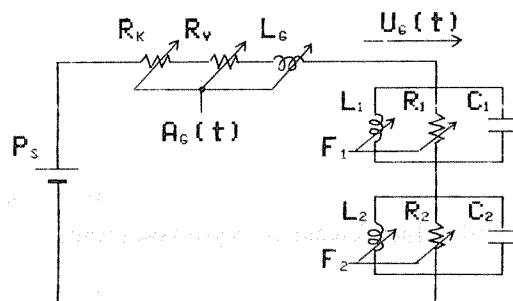 R_K R_V L_G U_G(t)
A_G(t)
L_1 R_1 C_1
F_1
P_S
L_2 R_2 C_2
F_2